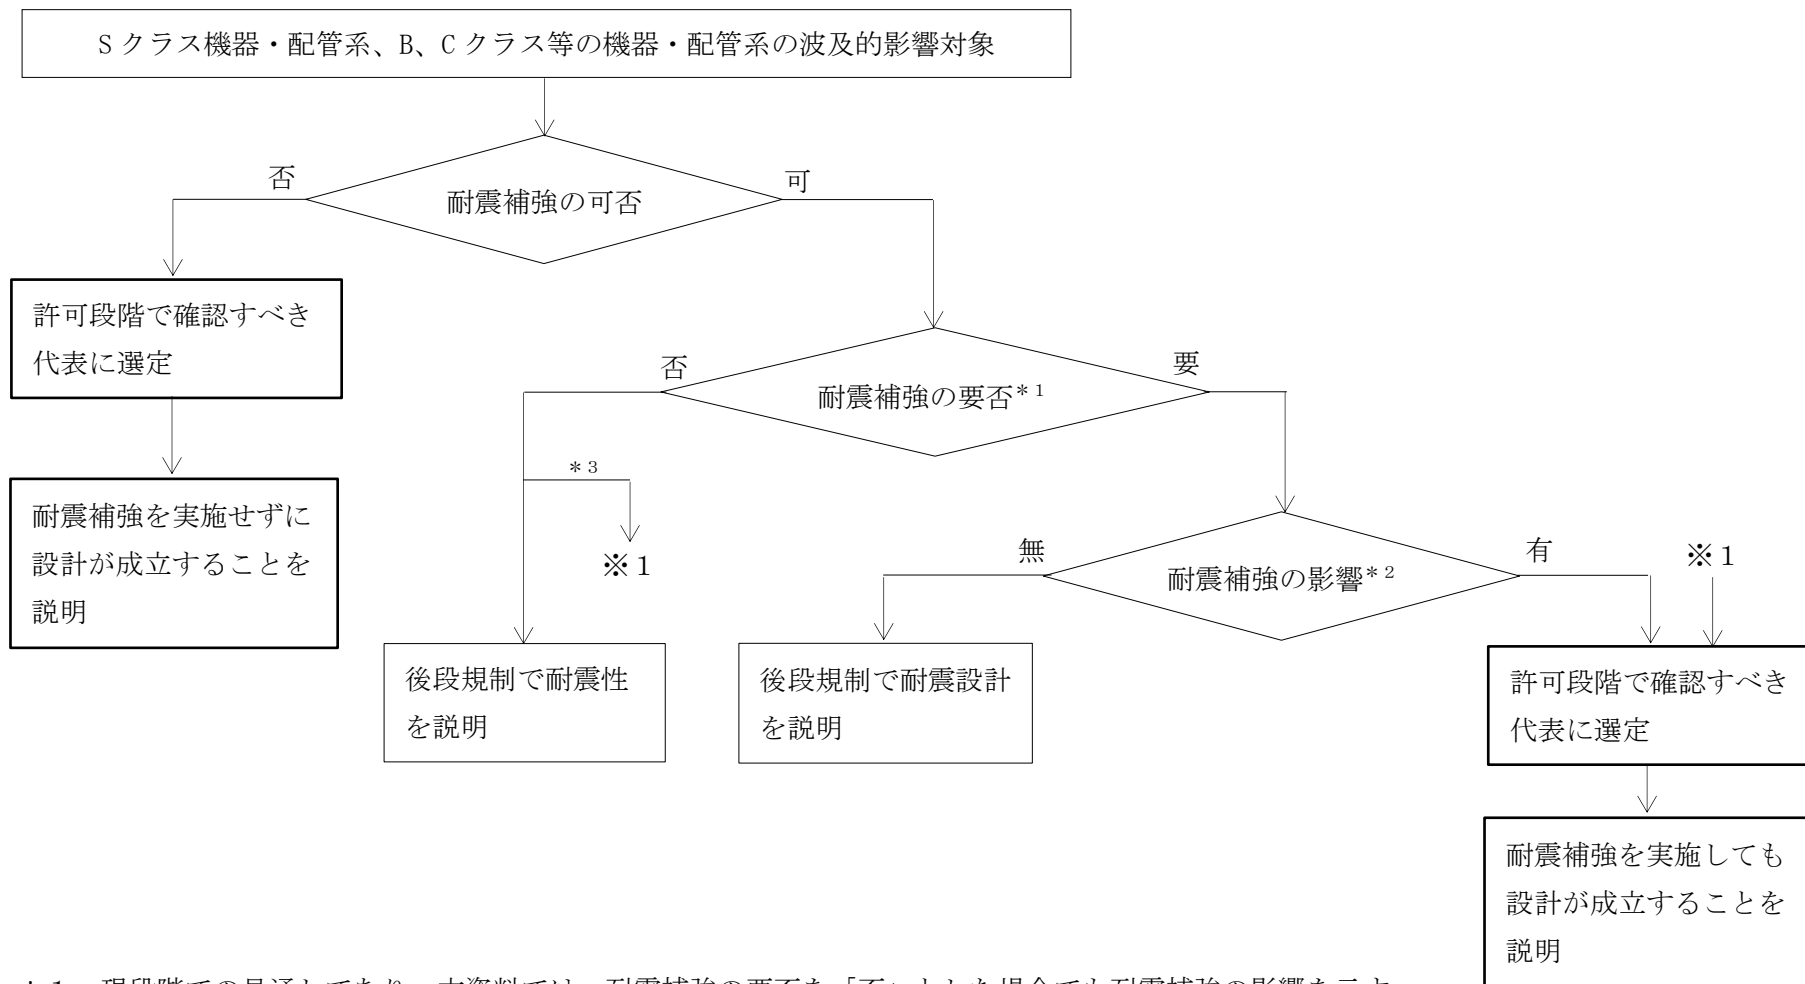 Sクラス機器・配管系、B、Cクラス等の機器・配管系の波及的影響対象
否
可
耐震補強の可否
許可段階で確認すべき
代表に選定
否
要
耐震補強の要否*1
*3
※1
耐震補強を実施せずに
設計が成立することを
説明
無
有
※1
耐震補強の影響*2
後段規制で耐震性
を説明
後段規制で耐震設計
を説明
許可段階で確認すべき
代表に選定
耐震補強を実施しても
設計が成立することを
説明